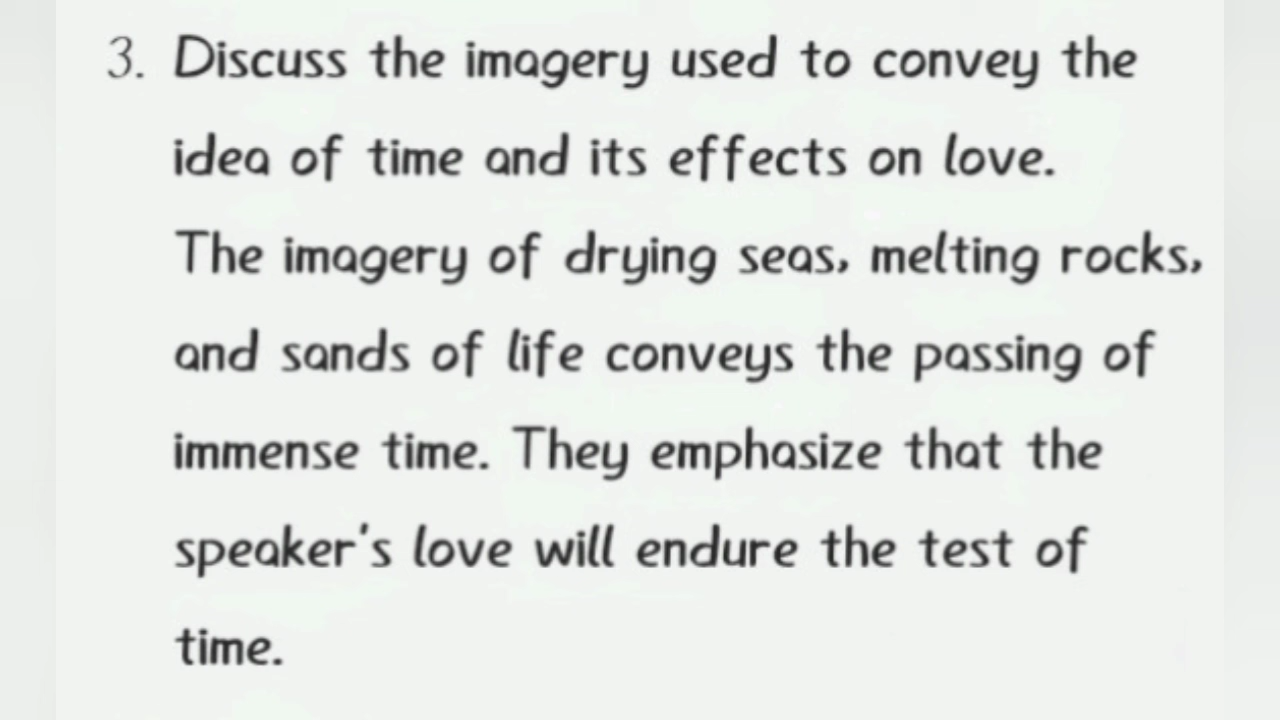 3. Discuss the imagery used to convey the
idea of time and its effects on love.
The imagery of drying seas, melting rocks,
and sands of life conveys the passing of
immense time. They emphasize that the
speaker's love will endure the test of
time.